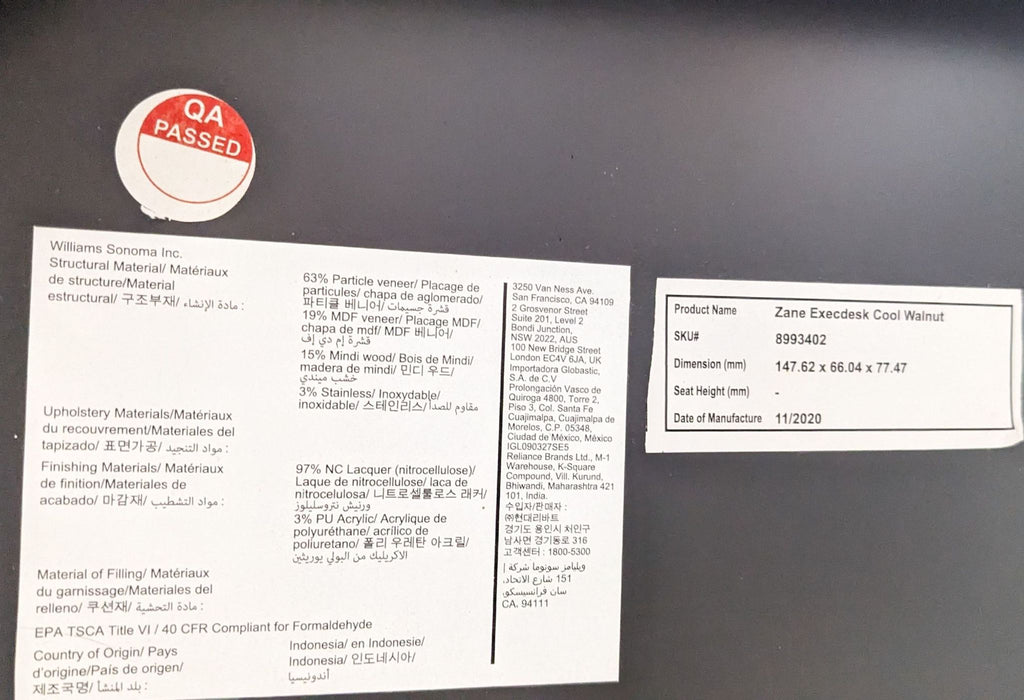 QA
PASSED
Williams Sonoma Inc.
Structural Material/ Matériaux
de structure/Material
estructural/ 구조부재/ مادة الإنشاء :
63% Particle veneer/ Placage de
particules/ chapa de aglomerado/
파티클 베니어/ قشرة جسيمات
19% MDF veneer/ Placage MDF/
chapa de mdf/ MDF 베니어/
قشرة إم دي إف
15% Mindi wood/ Bois de Mindi/
madera de mindi/ 민디 우드/
خشب ميندي
3% Stainless/ Inoxydable/
inoxidable/ 스테인리스/ مقاوم للصدأ
Upholstery Materials/Matériaux
du recouvrement/Materiales del
tapizado/ 표면가공/ مواد التنجيد :
Finishing Materials/ Matériaux
de finition/Materiales de
acabado/ 마감재/ مواد التشطيب :
97% NC Lacquer (nitrocellulose)/
Laque de nitrocellulose/ laca de
nitrocelulosa/ 니트로셀룰로스 래커/
ورنيش نتروسليلوز
3% PU Acrylic/ Acrylique de
polyuréthane/ acrílico de
poliuretano/ 폴리 우레탄 아크릴/
الاكريليك من البولي يوريثين
Material of Filling/ Matériaux
du garnissage/Materiales del
relleno/ 쿠션재/ مادة التحشية :
EPA TSCA Title VI / 40 CFR Compliant for Formaldehyde
Country of Origin/ Pays
d'origine/País de origen/
제조국명/ بلد المنشأ :
Indonesia/ en Indonesie/
Indonesia/ 인도네시아/
أندونيسيا
3250 Van Ness Ave.
San Francisco, CA 94109
2 Grosvenor Street
Suite 201, Level 2
Bondi Junction,
NSW 2022, AUS
100 New Bridge Street
London EC4V 6JA, UK
Importadora Globastic,
S.A. de C,V
Prolongación Vasco de
Quiroga 4800, Torre 2,
Piso 3, Col. Santa Fe
Cuajimalpa, Cuajimalpa de
Morelos, C.P. 05348,
Ciudad de México, México
IGL090327SE5
Reliance Brands Ltd., M-1
Warehouse, K-Square
Compound, Vill. Kurund,
Bhiwandi, Maharashtra 421
101, India.
수입자/판매자 :
㈜현대리바트
경기도 용인시 처인구
남사면 경기동로 316
고객센터 : 1800-5300
ويليامز سونوما شركة |
151 شارع الاتحاد،
سان فرانسيسكو
CA, 94111
Product Name Zane Execdesk Cool Walnut
SKU# 8993402
Dimension (mm) 147.62 x 66.04 x 77.47
Seat Height (mm) -
Date of Manufacture 11/2020